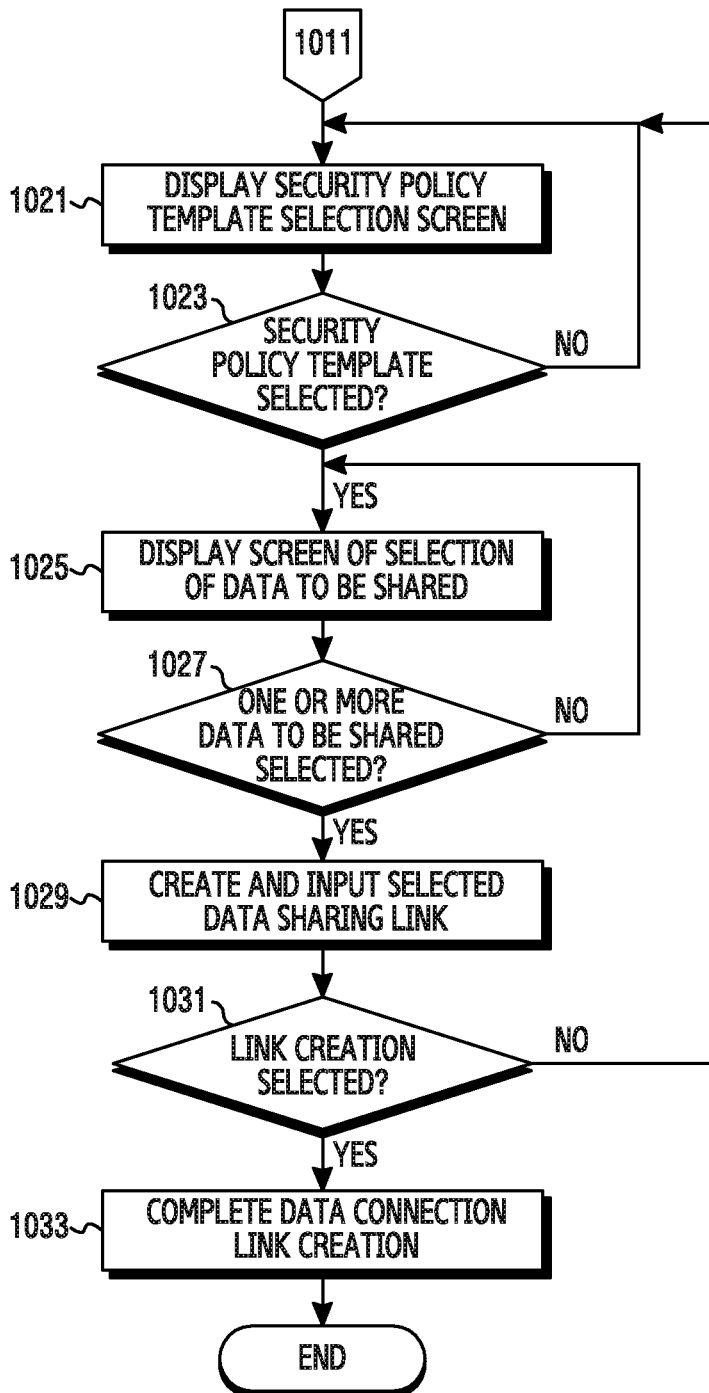 1011
1021
DISPLAY SECURITY POLICY
TEMPLATE SELECTION SCREEN
1023
SECURITY
POLICY TEMPLATE
SELECTED?
NO
YES
1025
DISPLAY SCREEN OF SELECTION
OF DATA TO BE SHARED
1027
ONE OR MORE
DATA TO BE SHARED
SELECTED?
NO
YES
1029
CREATE AND INPUT SELECTED
DATA SHARING LINK
1031
LINK CREATION
SELECTED?
NO
YES
1033
COMPLETE DATA CONNECTION
LINK CREATION
END